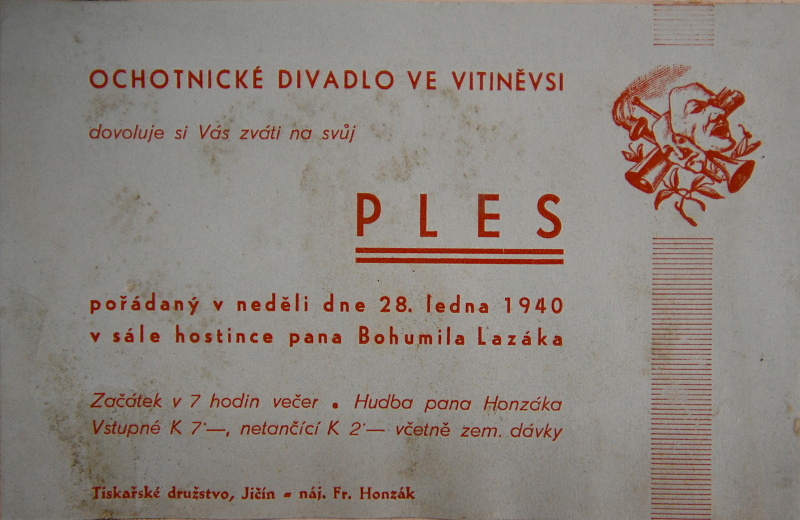 OCHOTNICKÉ DIVADLO VE VITINĚVSI
dovoluje si Vás zváti na svůj
PLES
pořádaný v neděli dne 28. ledna 1940
v sále hostince pana Bohumila Lazáka
Začátek v 7 hodin večer • Hudba pana Honzáka
Vstupné K 7·—, netančící K 2·— včetně zem. dávky
Tiskařské družstvo, Jičín - náj. Fr. Honzák